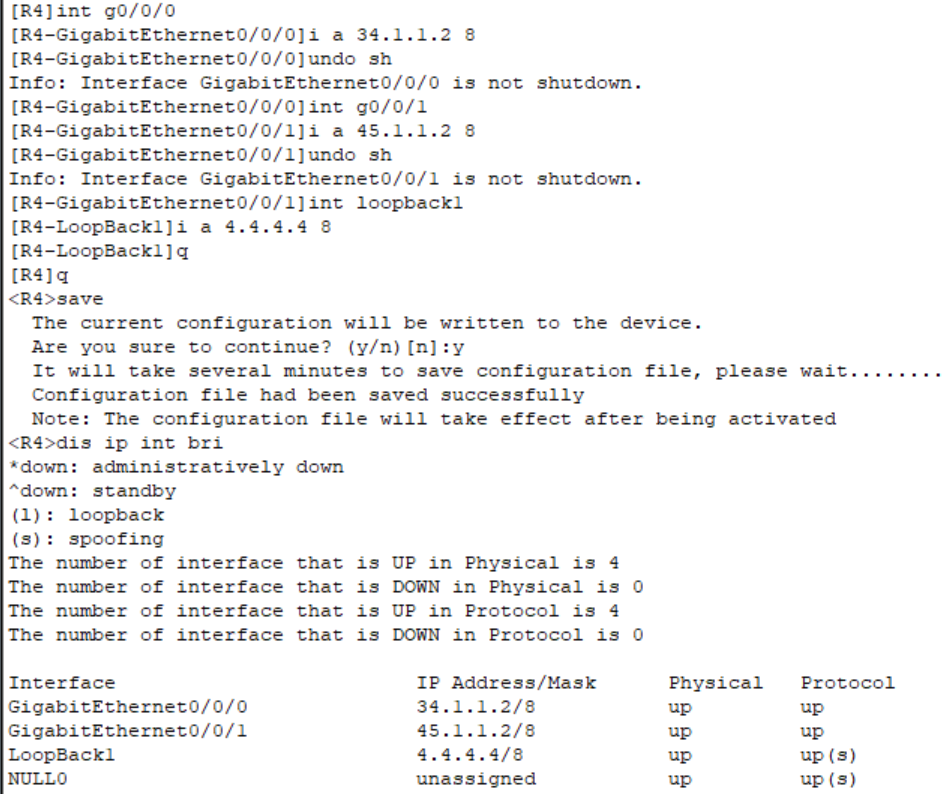 [R4]int g0/0/0
[R4-GigabitEthernet0/0/0]i a 34.1.1.2 8
[R4-GigabitEthernet0/0/0]undo sh
Info: Interface GigabitEthernet0/0/0 is not shutdown.
[R4-GigabitEthernet0/0/0]int g0/0/1
[R4-GigabitEthernet0/0/1]i a 45.1.1.2 8
[R4-GigabitEthernet0/0/1]undo sh
Info: Interface GigabitEthernet0/0/1 is not shutdown.
[R4-GigabitEthernet0/0/1]int loopback1
[R4-LoopBack1]i a 4.4.4.4 8
[R4-LoopBack1]q
[R4]q
<R4>save
  The current configuration will be written to the device.
  Are you sure to continue? (y/n)[n]:y
  It will take several minutes to save configuration file, please wait........
  Configuration file had been saved successfully
  Note: The configuration file will take effect after being activated
<R4>dis ip int bri
*down: administratively down
^down: standby
(l): loopback
(s): spoofing
The number of interface that is UP in Physical is 4
The number of interface that is DOWN in Physical is 0
The number of interface that is UP in Protocol is 4
The number of interface that is DOWN in Protocol is 0
Interface                         IP Address/Mask      Physical   Protocol
GigabitEthernet0/0/0              34.1.1.2/8           up         up
GigabitEthernet0/0/1              45.1.1.2/8           up         up
LoopBack1                         4.4.4.4/8            up         up(s)
NULL0                             unassigned           up         up(s)